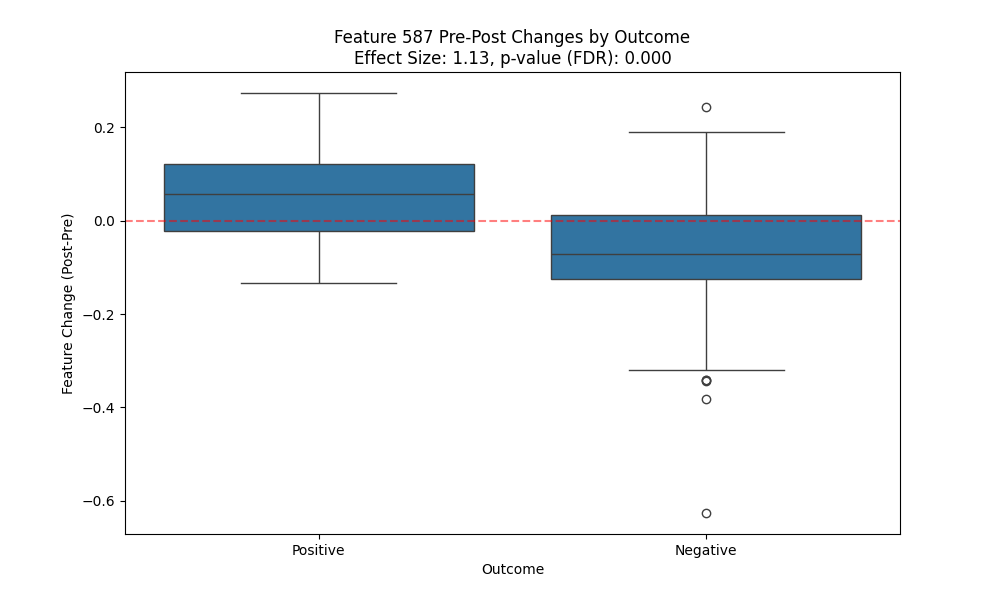 Feature 587 Pre-Post Changes by Outcome
Effect Size: 1.13, p-value (FDR): 0.000
Feature Change (Post-Pre)
0.2
0.0
−0.2
−0.4
−0.6
Positive
Negative
Outcome